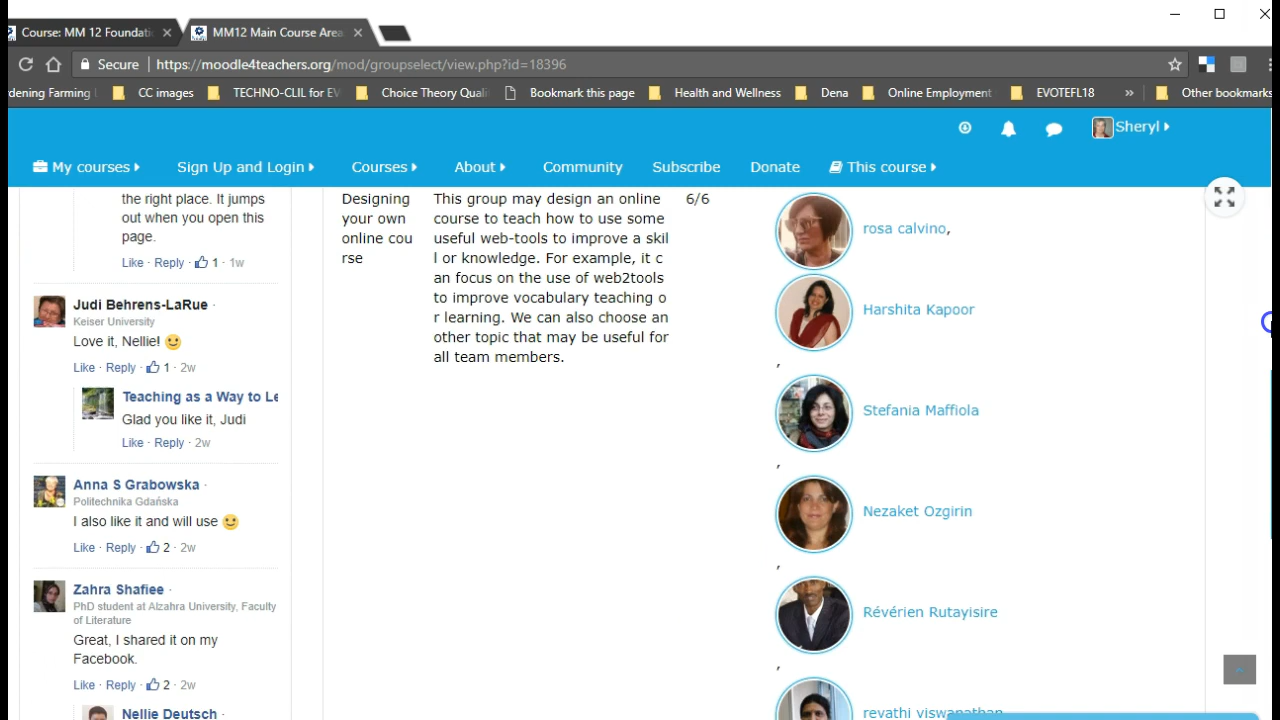 Course: MM 12 Foundati
MM12 Main Course Area
Secure
https://moodle4teachers.org/mod/groupselect/view.php?id=18396
rdening Farming
CC images
TECHNO-CLIL for EV
Choice Theory Quali
Bookmark this page
Health and Wellness
Dena
Online Employment
EVOTEFL18
»
Other bookmarks
Sheryl
My courses
Sign Up and Login
Courses
About
Community
Subscribe
Donate
This course
the right place. It jumps
out when you open this
page.
Like · Reply · 1 · 1w
Judi Behrens-LaRue ·
Keiser University
Love it, Nellie!
Like · Reply · 1 · 2w
Teaching as a Way to Le
Glad you like it, Judi
Like · Reply · 2w
Anna S Grabowska ·
Politechnika Gdańska
I also like it and will use
Like · Reply · 2 · 2w
Zahra Shafiee ·
PhD student at Alzahra University, Faculty
of Literature
Great, I shared it on my
Facebook.
Like · Reply · 2 · 2w
Nellie Deutsch ·
Designing
your own
online cou
rse
This group may design an online
course to teach how to use some
useful web-tools to improve a skil
l or knowledge. For example, it c
an focus on the use of web2tools
to improve vocabulary teaching o
r learning. We can also choose an
other topic that may be useful for
all team members.
6/6
rosa calvino,
Harshita Kapoor
,
Stefania Maffiola
,
Nezaket Ozgirin
,
Révérien Rutayisire
,
revathi viswanathan